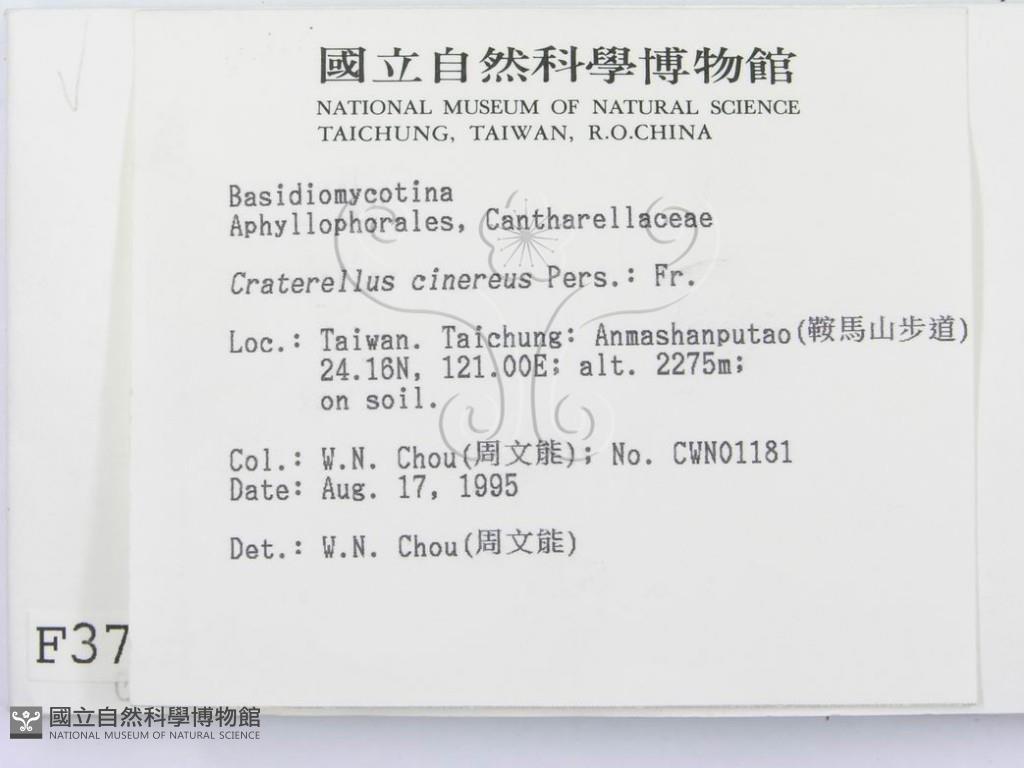 國立自然科學博物館
NATIONAL MUSEUM OF NATURAL SCIENCE
TAICHUNG, TAIWAN, R.O.CHINA
Basidiomycotina
Aphyllophorales, Cantharellaceae
Craterellus cinereus Pers.: Fr.
Loc.: Taiwan. Taichung: Anmashanputao(鞍馬山步道)
24.16N, 121.00E; alt. 2275m;
on soil.
Col.: W.N. Chou(周文能); No. CWN01181
Date: Aug. 17, 1995
Det.: W.N. Chou(周文能)
F37
國立自然科學博物館
NATIONAL MUSEUM OF NATURAL SCIENCE